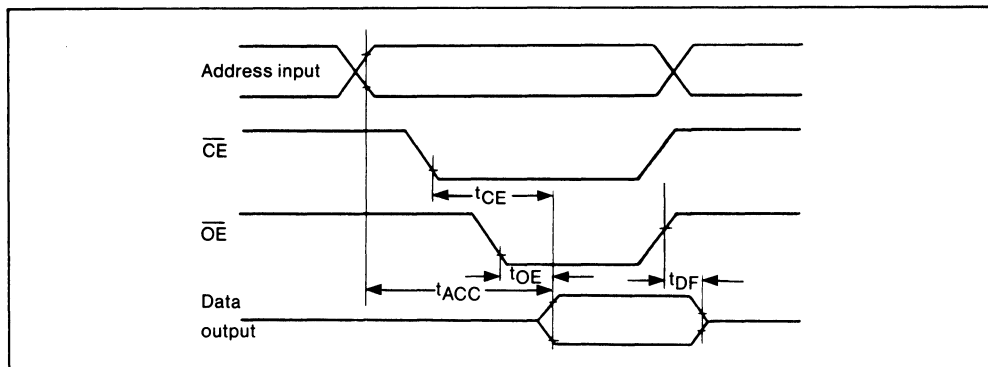 Address input
CE
tCE
OE
tOE
tDF
tACC
Data
output